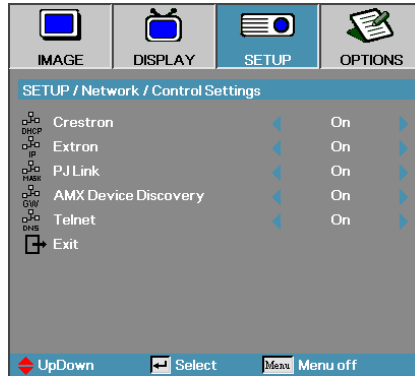 IMAGE DISPLAY SETUP OPTIONS
SETUP / Network / Control Settings
DHCP Crestron On
IP Extron On
MASK PJ Link On
GW AMX Device Discovery On
DNS Telnet On
Exit
UpDown Select Menu Menu off